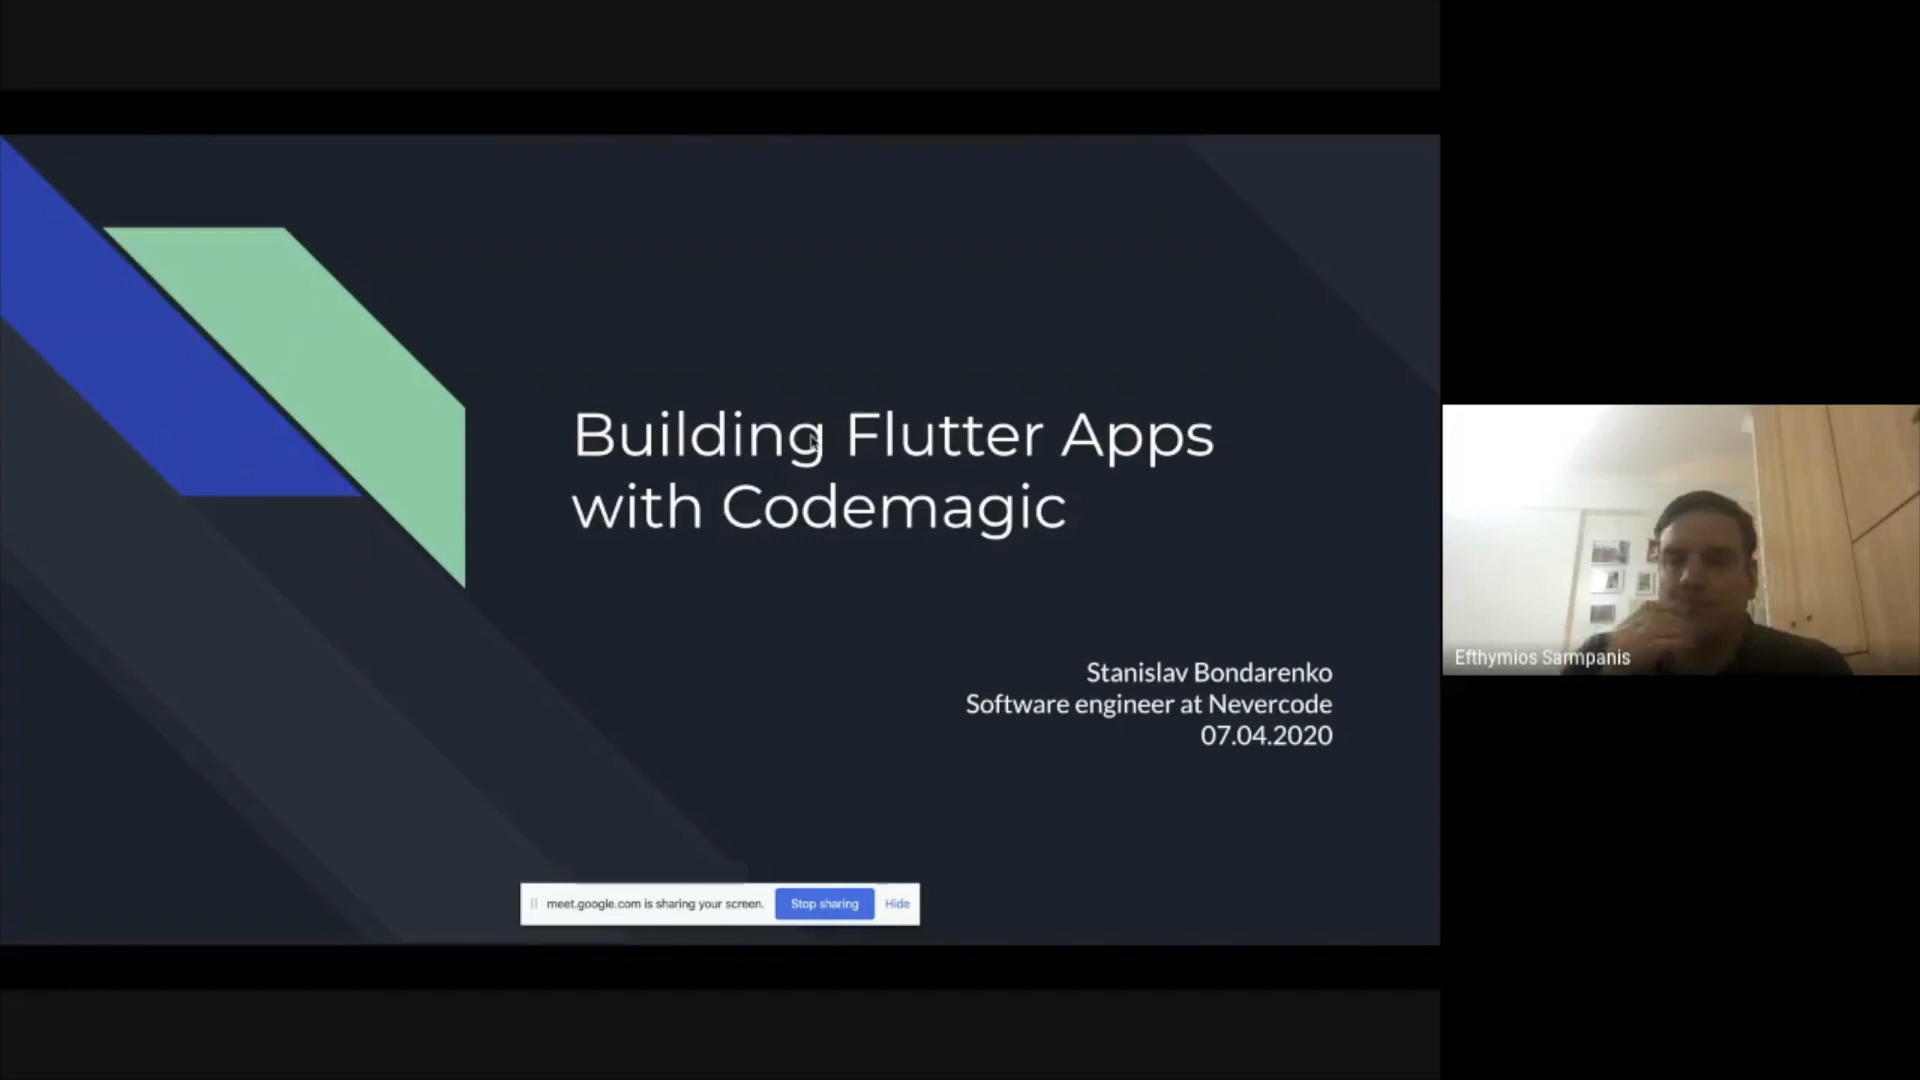 Building Flutter Apps
with Codemagic
Stanislav Bondarenko
Software engineer at Nevercode
07.04.2020
Efthymios Sarmpanis
meet.google.com is sharing your screen.
Stop sharing
Hide